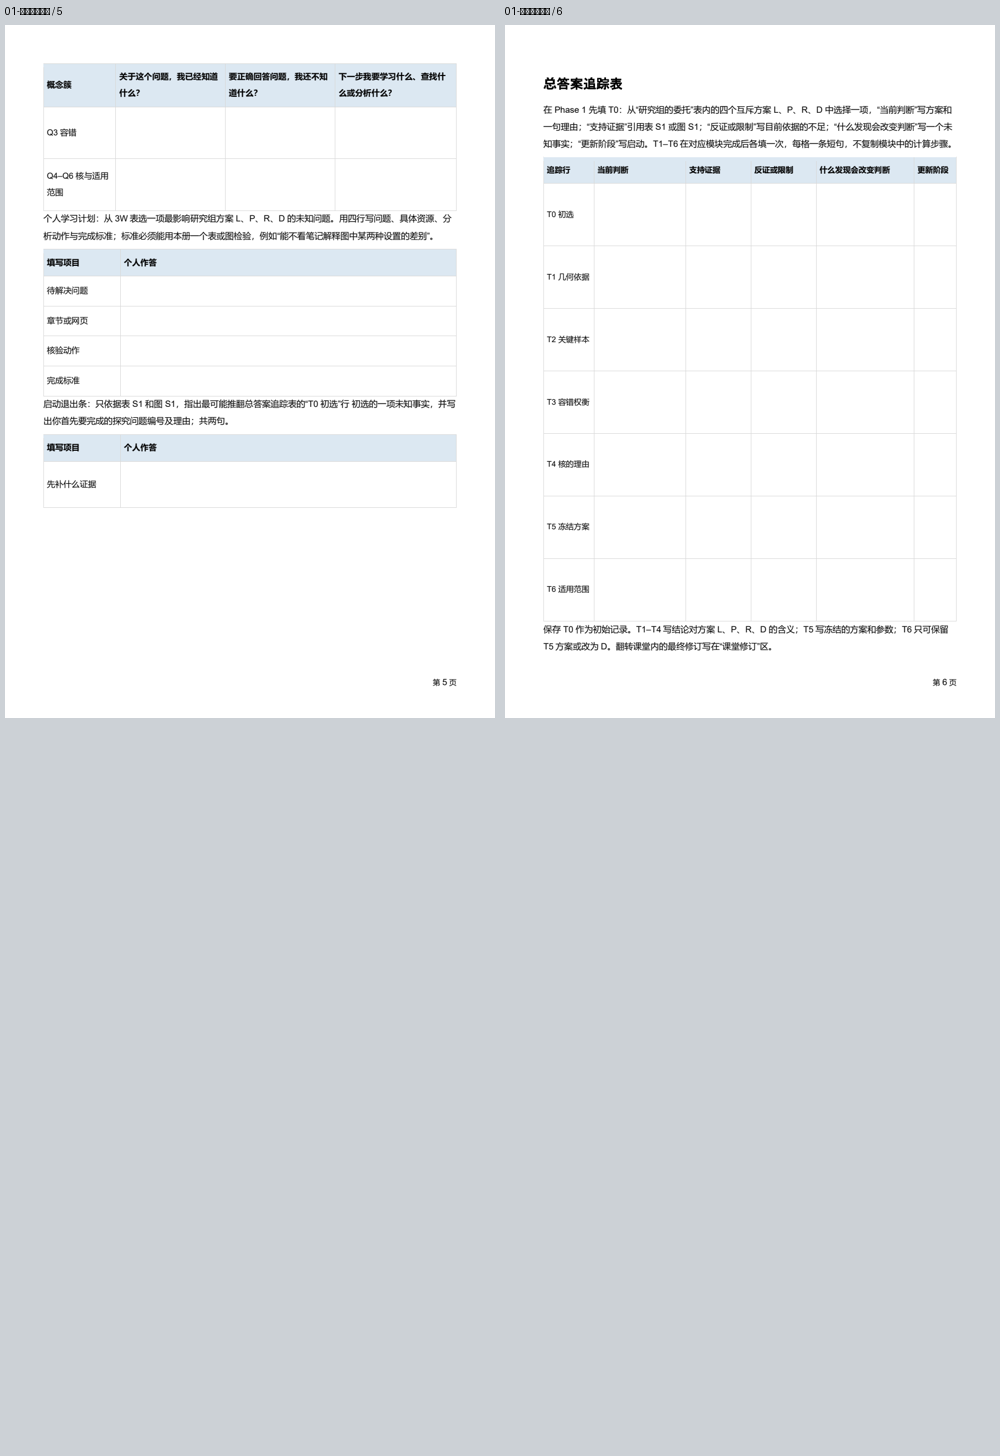 01-▯▯▯▯▯▯ / 5
概念簇
关于这个问题，我已经知道
什么？
要正确回答问题，我还不知
道什么？
下一步我要学习什么、查找什
么或分析什么？
Q3 容错
Q4–Q6 核与适用
范围
个人学习计划：从 3W 表选一项最影响研究组方案 L、P、R、D 的未知问题。用四行写问题、具体资源、分
析动作与完成标准；标准必须能用本册一个表或图检验，例如“能不看笔记解释图中某两种设置的差别”。
填写项目 个人作答
待解决问题
章节或网页
核验动作
完成标准
启动退出条：只依据表 S1 和图 S1，指出最可能推翻总答案追踪表的“T0 初选”行 初选的一项未知事实，并写
出你首先要完成的探究问题编号及理由；共两句。
填写项目 个人作答
先补什么证据
第 5 页
01-▯▯▯▯▯▯ / 6
总答案追踪表
在 Phase 1 先填 T0：从“研究组的委托”表内的四个互斥方案 L、P、R、D 中选择一项，“当前判断”写方案和
一句理由；“支持证据”引用表 S1 或图 S1；“反证或限制”写目前依据的不足；“什么发现会改变判断”写一个未
知事实；“更新阶段”写启动。T1–T6 在对应模块完成后各填一次，每格一条短句，不复制模块中的计算步骤。
追踪行 当前判断 支持证据 反证或限制 什么发现会改变判断 更新阶段
T0 初选
T1 几何依据
T2 关键样本
T3 容错权衡
T4 核的理由
T5 冻结方案
T6 适用范围
保存 T0 作为初始记录。T1–T4 写结论对方案 L、P、R、D 的含义；T5 写冻结的方案和参数；T6 只可保留
T5 方案或改为 D。翻转课堂内的最终修订写在“课堂修订”区。
第 6 页